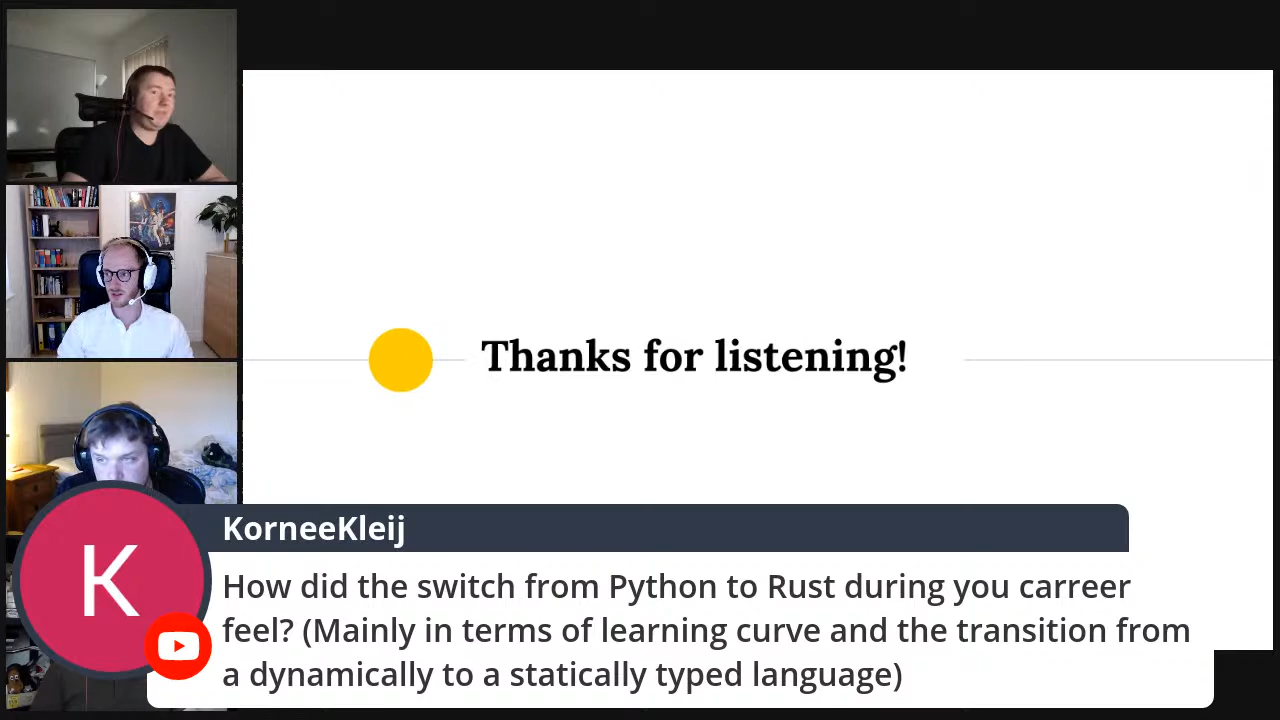 Thanks for listening!
K
KorneeKleij
How did the switch from Python to Rust during you carreer
feel? (Mainly in terms of learning curve and the transition from
a dynamically to a statically typed language)